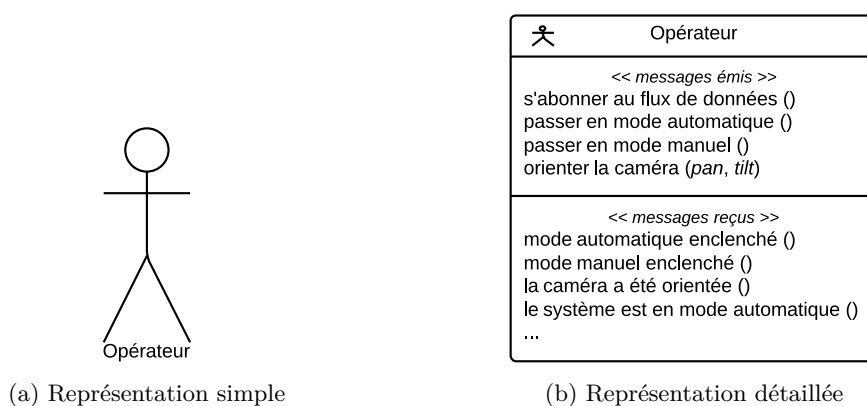 Opérateur
(a) Représentation simple
Opérateur
<< messages émis >>
s'abonner au flux de données ()
passer en mode automatique ()
passer en mode manuel ()
orienter la caméra (pan, tilt)
<< messages reçus >>
mode automatique enclenché ()
mode manuel enclenché ()
la caméra a été orientée ()
le système est en mode automatique ()
...
(b) Représentation détaillée